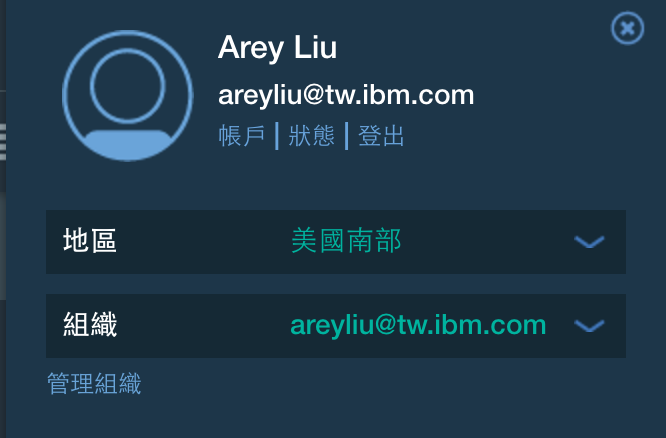 Arey Liu
areyliu@tw.ibm.com
帳戶 | 狀態 | 登出
地區 美國南部
組織 areyliu@tw.ibm.com
管理組織